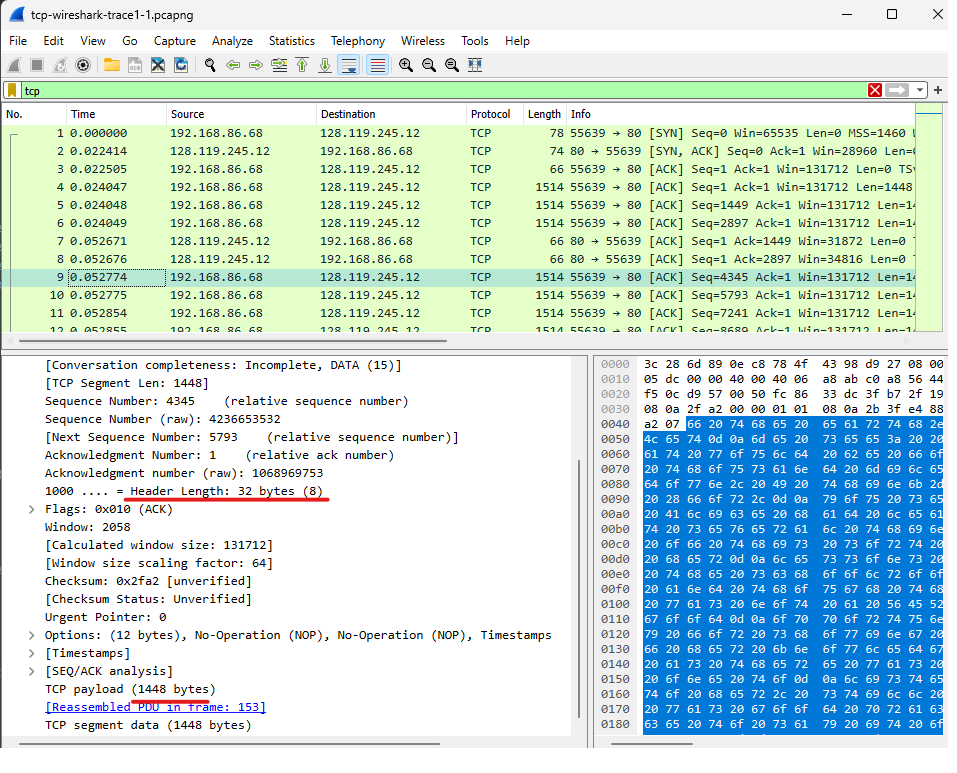 tcp-wireshark-trace1-1.pcapng
File Edit View Go Capture Analyze Statistics Telephony Wireless Tools Help
tcp
No. Time Source Destination Protocol Length Info
1 0.000000 192.168.86.68 128.119.245.12 TCP 78 55639 → 80 [SYN] Seq=0 Win=65535 Len=0 MSS=1460
2 0.022414 128.119.245.12 192.168.86.68 TCP 74 80 → 55639 [SYN, ACK] Seq=0 Ack=1 Win=28960 Len=
3 0.022505 192.168.86.68 128.119.245.12 TCP 66 55639 → 80 [ACK] Seq=1 Ack=1 Win=131712 Len=0 TS
4 0.024047 192.168.86.68 128.119.245.12 TCP 1514 55639 → 80 [ACK] Seq=1 Ack=1 Win=131712 Len=1448
5 0.024048 192.168.86.68 128.119.245.12 TCP 1514 55639 → 80 [ACK] Seq=1449 Ack=1 Win=131712 Len=1
6 0.024049 192.168.86.68 128.119.245.12 TCP 1514 55639 → 80 [ACK] Seq=2897 Ack=1 Win=131712 Len=1
7 0.052671 128.119.245.12 192.168.86.68 TCP 66 80 → 55639 [ACK] Seq=1 Ack=1449 Win=31872 Len=0
8 0.052676 128.119.245.12 192.168.86.68 TCP 66 80 → 55639 [ACK] Seq=1 Ack=2897 Win=34816 Len=0
9 0.052774 192.168.86.68 128.119.245.12 TCP 1514 55639 → 80 [ACK] Seq=4345 Ack=1 Win=131712 Len=1
10 0.052775 192.168.86.68 128.119.245.12 TCP 1514 55639 → 80 [ACK] Seq=5793 Ack=1 Win=131712 Len=1
11 0.052854 192.168.86.68 128.119.245.12 TCP 1514 55639 → 80 [ACK] Seq=7241 Ack=1 Win=131712 Len=1
12 0.052855 192.168.86.68 128.119.245.12 TCP 1514 55639 → 80 [ACK] Seq=8689 Ack=1 Win=131712 Len=1
[Conversation completeness: Incomplete, DATA (15)]
[TCP Segment Len: 1448]
Sequence Number: 4345 (relative sequence number)
Sequence Number (raw): 4236653532
[Next Sequence Number: 5793 (relative sequence number)]
Acknowledgment Number: 1 (relative ack number)
Acknowledgment number (raw): 1068969753
1000 .... = Header Length: 32 bytes (8)
Flags: 0x010 (ACK)
Window: 2058
[Calculated window size: 131712]
[Window size scaling factor: 64]
Checksum: 0x2fa2 [unverified]
[Checksum Status: Unverified]
Urgent Pointer: 0
Options: (12 bytes), No-Operation (NOP), No-Operation (NOP), Timestamps
[Timestamps]
[SEQ/ACK analysis]
TCP payload (1448 bytes)
[Reassembled PDU in frame: 153]
TCP segment data (1448 bytes)
0000 3c 28 6d 89 0e c8 78 4f 43 98 d9 27 08 00
0010 05 dc 00 00 40 00 40 06 a8 ab c0 a8 56 44
0020 f5 0c d9 57 00 50 fc 86 33 dc 3f b7 2f 19
0030 08 0a 2f a2 00 00 01 01 08 0a 2b 3f e4 88
0040 a2 07 66 20 74 68 65 20 65 61 72 74 68 2e
0050 4c 65 74 0d 0a 6d 65 20 73 65 65 3a 20 20
0060 61 74 20 77 6f 75 6c 64 20 62 65 20 66 6f
0070 20 74 68 6f 75 73 61 6e 64 20 6d 69 6c 65
0080 64 6f 77 6e 2c 20 49 20 74 68 69 6e 6b 2d
0090 20 28 66 6f 72 2c 0d 0a 79 6f 75 20 73 65
00a0 20 41 6c 69 63 65 20 68 61 64 20 6c 65 61
00b0 74 20 73 65 76 65 72 61 6c 20 74 68 69 6e
00c0 20 6f 66 20 74 68 69 73 20 73 6f 72 74 20
00d0 20 68 65 72 0d 0a 6c 65 73 73 6f 6e 73 20
00e0 20 74 68 65 20 73 63 68 6f 6f 6c 72 6f 6f
00f0 20 61 6e 64 20 74 68 6f 75 67 68 20 74 68
0100 20 77 61 73 20 6e 6f 74 20 61 20 56 45 52
0110 67 6f 6f 64 0d 0a 6f 70 70 6f 72 74 75 6e
0120 79 20 66 6f 72 20 73 68 6f 77 69 6e 67 20
0130 66 20 68 65 72 20 6b 6e 6f 77 6c 65 64 67
0140 20 61 73 20 74 68 65 72 65 20 77 61 73 20
0150 20 6f 6e 65 20 74 6f 0d 0a 6c 69 73 74 65
0160 74 6f 20 68 65 72 2c 20 73 74 69 6c 6c 20
0170 20 77 61 73 20 67 6f 6f 64 20 70 72 61 63
0180 63 65 20 74 6f 20 73 61 79 20 69 74 20 6f